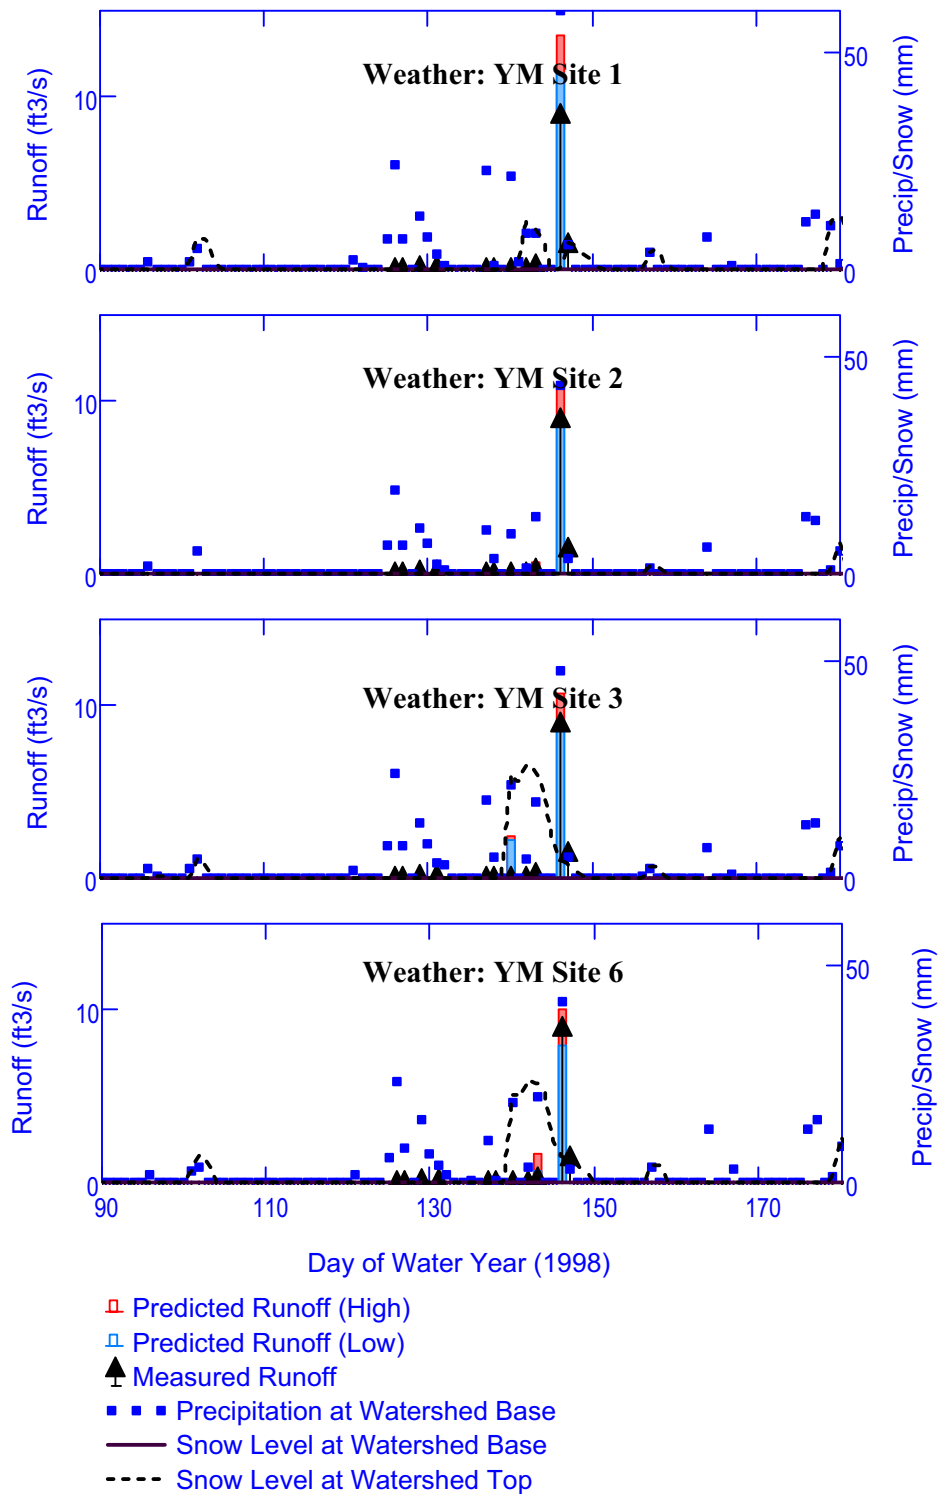 Weather: YM Site 1
Runoff (ft3/s)
10
0
50
0
Precip/Snow (mm)
Weather: YM Site 2
Runoff (ft3/s)
10
0
50
0
Precip/Snow (mm)
Weather: YM Site 3
Runoff (ft3/s)
10
0
50
0
Precip/Snow (mm)
Weather: YM Site 6
Runoff (ft3/s)
10
0
50
0
Precip/Snow (mm)
90 110 130 150 170
Day of Water Year (1998)
Predicted Runoff (High)
Predicted Runoff (Low)
Measured Runoff
Precipitation at Watershed Base
Snow Level at Watershed Base
Snow Level at Watershed Top